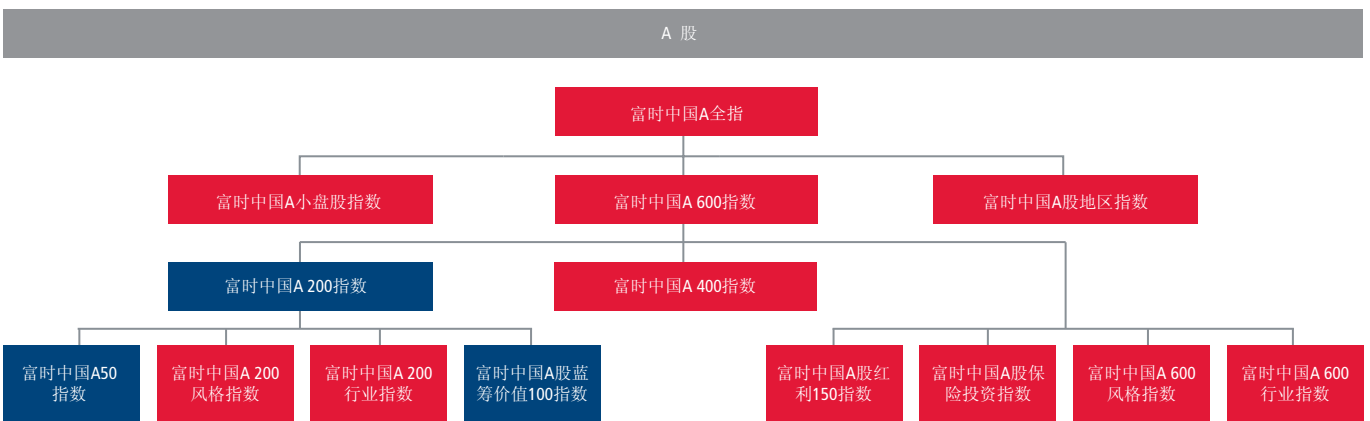 A 股
富时中国A全指
富时中国A小盘股指数
富时中国A 600指数
富时中国A股地区指数
富时中国A 200指数
富时中国A 400指数
富时中国A50
指数
富时中国A 200
风格指数
富时中国A 200
行业指数
富时中国A股蓝
筹价值100指数
富时中国A股红
利150指数
富时中国A股保
险投资指数
富时中国A 600
风格指数
富时中国A 600
行业指数